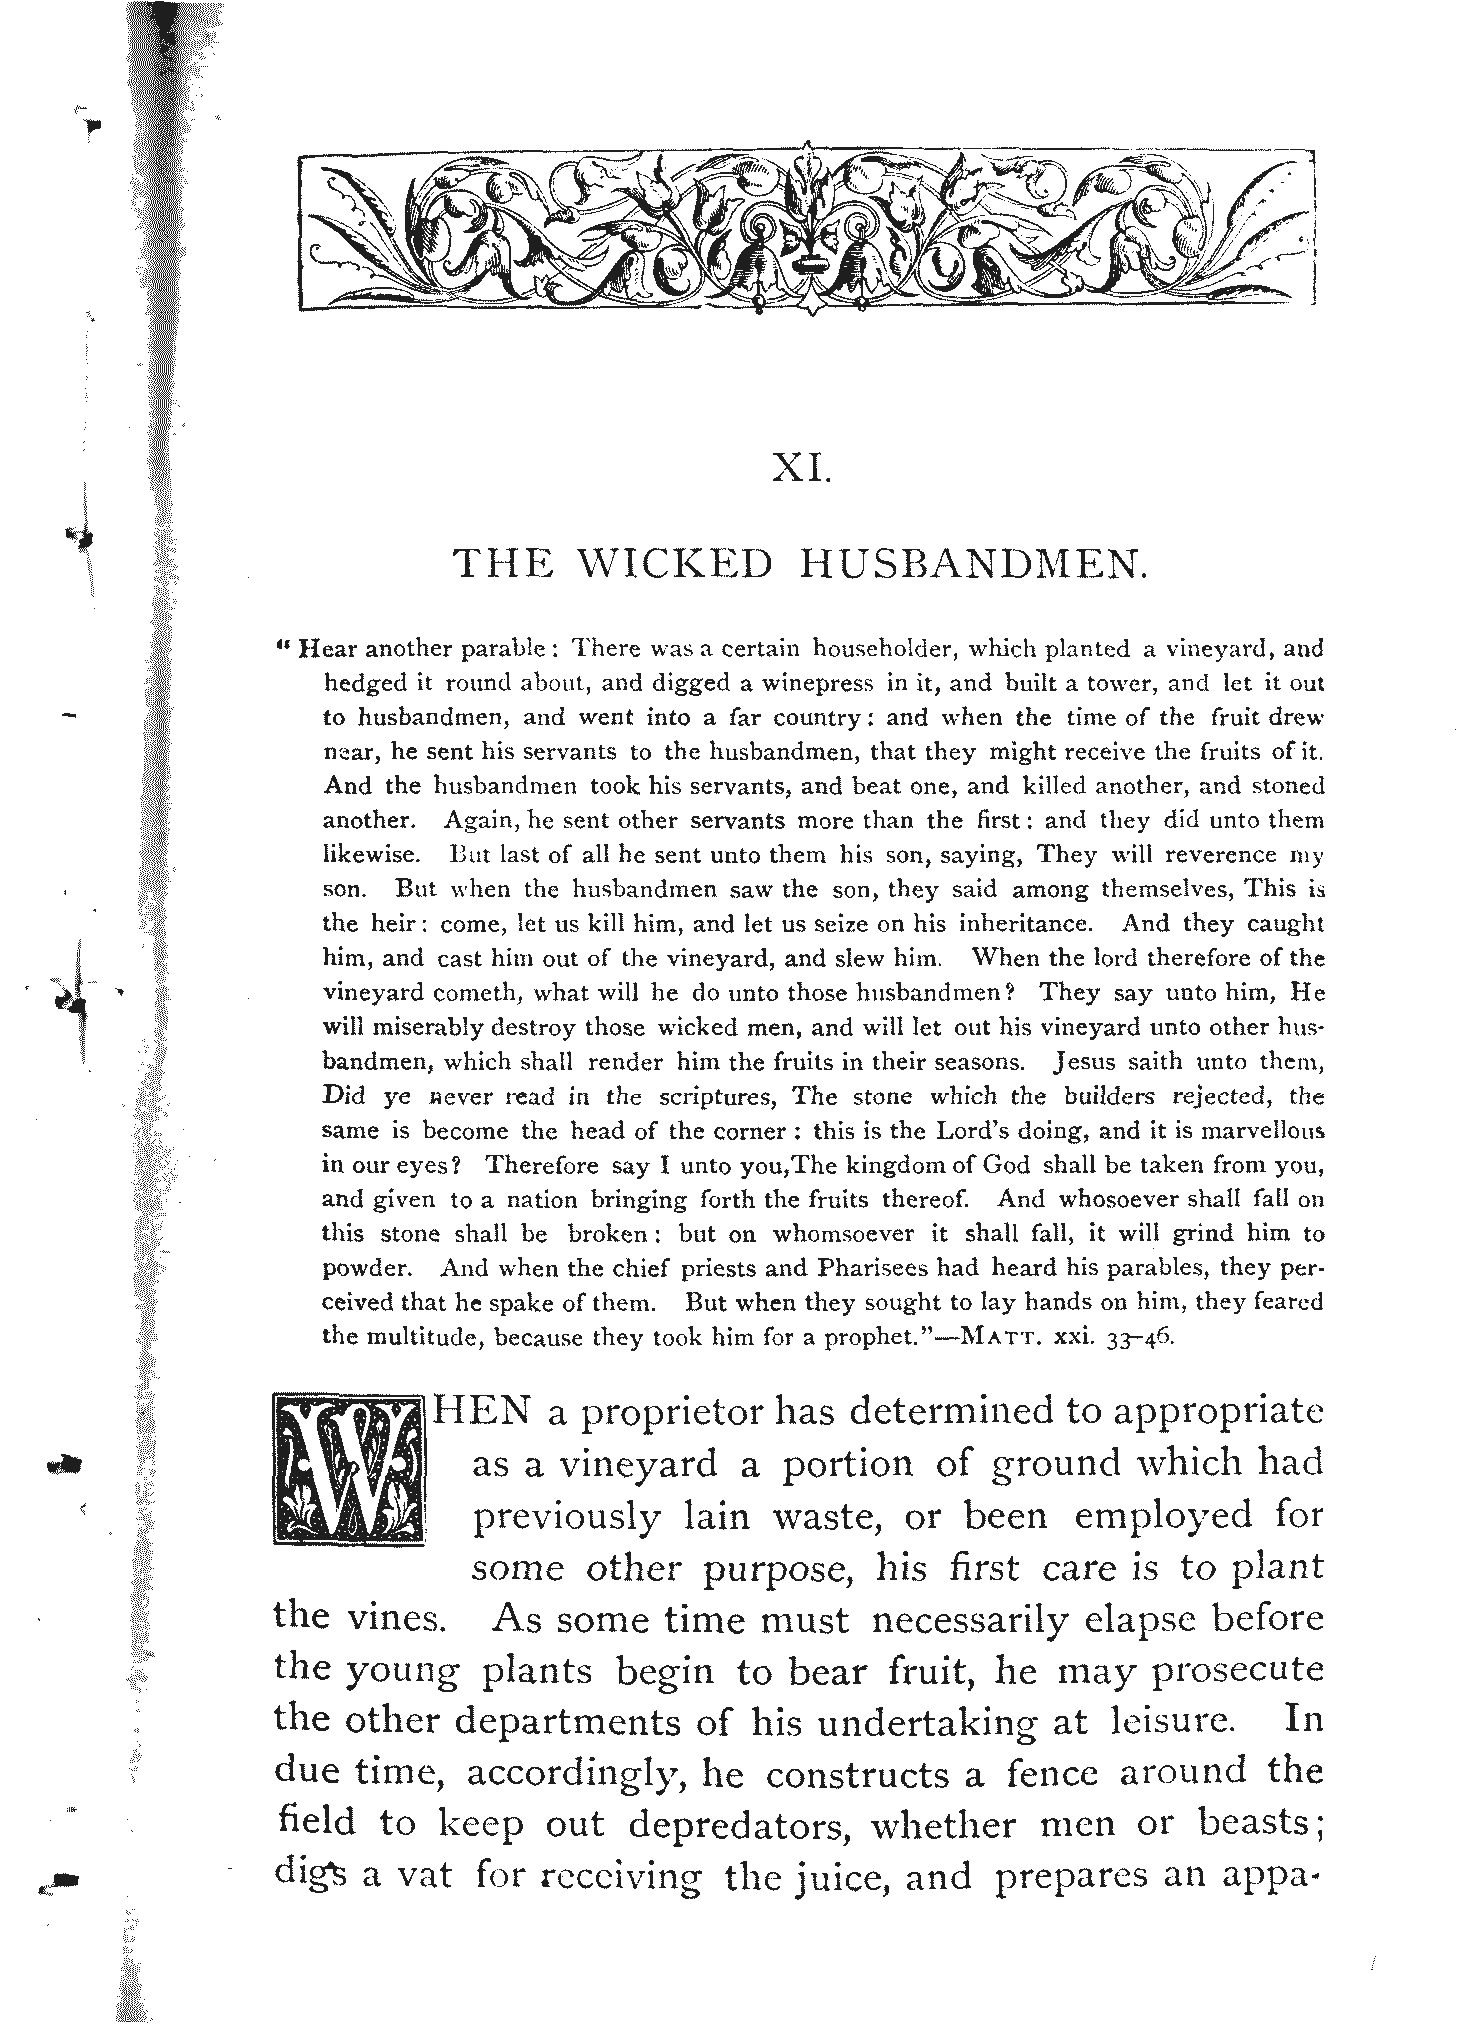 XI.
THE WICKED HUSBANDMEN.
“Hear another parable: There was a certain householder, which planted a vineyard, and
hedged it round about, and digged a winepress in it, and built a tower, and let it out
to husbandmen, and went into a far country: and when the time of the fruit drew
near, he sent his servants to the husbandmen, that they might receive the fruits of it.
And the husbandmen took his servants, and beat one, and killed another, and stoned
another. Again, he sent other servants more than the first: and they did unto them
likewise. But last of all he sent unto them his son, saying, They will reverence my
son. But when the husbandmen saw the son, they said among themselves, This is
the heir: come, let us kill him, and let us seize on his inheritance. And they caught
him, and cast him out of the vineyard, and slew him. When the lord therefore of the
vineyard cometh, what will he do unto those husbandmen? They say unto him, He
will miserably destroy those wicked men, and will let out his vineyard unto other hus-
bandmen, which shall render him the fruits in their seasons. Jesus saith unto them,
Did ye never read in the scriptures, The stone which the builders rejected, the
same is become the head of the corner: this is the Lord’s doing, and it is marvellous
in our eyes? Therefore say I unto you,The kingdom of God shall be taken from you,
and given to a nation bringing forth the fruits thereof. And whosoever shall fall on
this stone shall be broken: but on whomsoever it shall fall, it will grind him to
powder. And when the chief priests and Pharisees had heard his parables, they per-
ceived that he spake of them. But when they sought to lay hands on him, they feared
the multitude, because they took him for a prophet.”—MATT. xxi. 33–46.
WHEN a proprietor has determined to appropriate
as a vineyard a portion of ground which had
previously lain waste, or been employed for
some other purpose, his first care is to plant
the vines. As some time must necessarily elapse before
the young plants begin to bear fruit, he may prosecute
the other departments of his undertaking at leisure. In
due time, accordingly, he constructs a fence around the
field to keep out depredators, whether men or beasts;
digs a vat for receiving the juice, and prepares an appa-